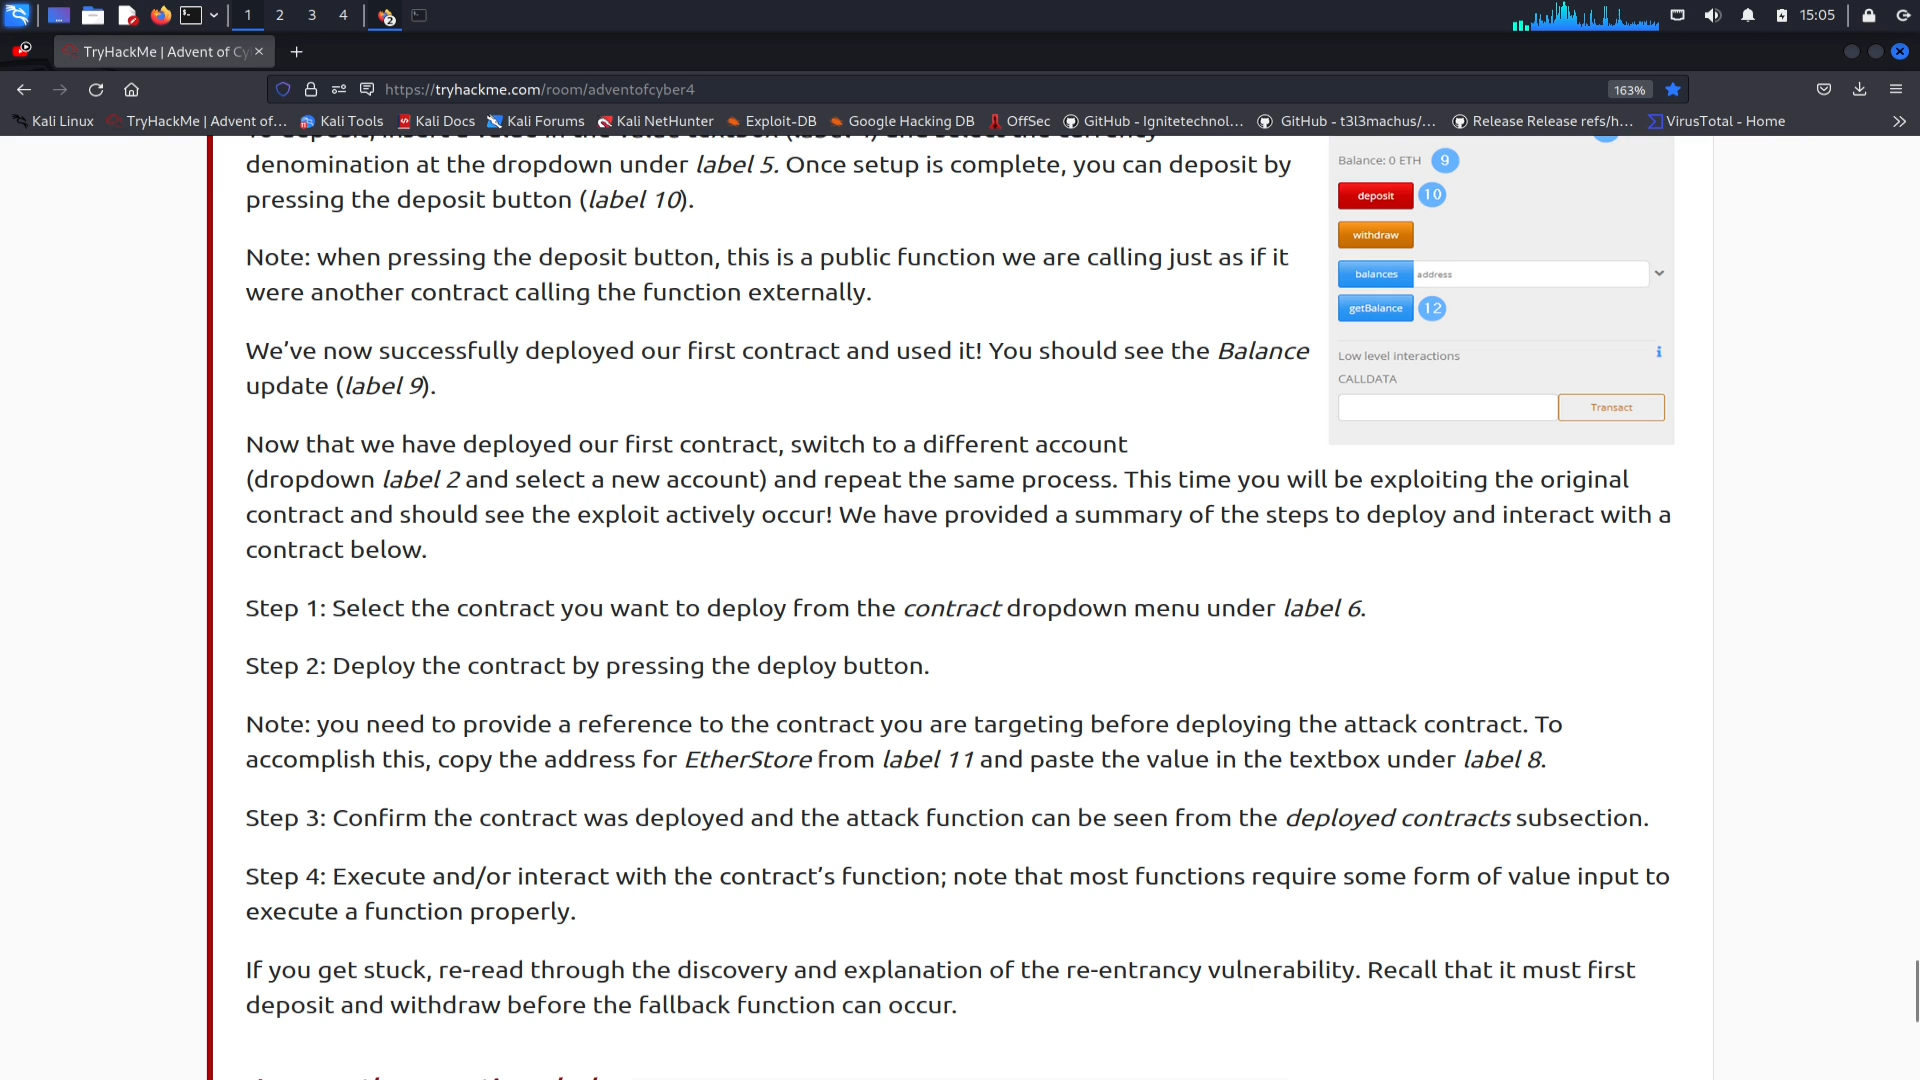 1
2
3
4
2
15:05
TryHackMe | Advent of Cy
https://tryhackme.com/room/adventofcyber4
163%
Kali Linux
TryHackMe | Advent of...
Kali Tools
Kali Docs
Kali Forums
Kali NetHunter
Exploit-DB
Google Hacking DB
OffSec
GitHub - Ignitetechnol...
GitHub - t3l3machus/...
Release Release refs/h...
VirusTotal - Home
denomination at the dropdown under label 5. Once setup is complete, you can deposit by
pressing the deposit button (label 10).
Note: when pressing the deposit button, this is a public function we are calling just as if it
were another contract calling the function externally.
We’ve now successfully deployed our first contract and used it! You should see the Balance
update (label 9).
Balance: 0 ETH 9
deposit 10
withdraw
balances address
getBalance 12
Low level interactions
CALLDATA
Transact
Now that we have deployed our first contract, switch to a different account
(dropdown label 2 and select a new account) and repeat the same process. This time you will be exploiting the original
contract and should see the exploit actively occur! We have provided a summary of the steps to deploy and interact with a
contract below.
Step 1: Select the contract you want to deploy from the contract dropdown menu under label 6.
Step 2: Deploy the contract by pressing the deploy button.
Note: you need to provide a reference to the contract you are targeting before deploying the attack contract. To
accomplish this, copy the address for EtherStore from label 11 and paste the value in the textbox under label 8.
Step 3: Confirm the contract was deployed and the attack function can be seen from the deployed contracts subsection.
Step 4: Execute and/or interact with the contract’s function; note that most functions require some form of value input to
execute a function properly.
If you get stuck, re-read through the discovery and explanation of the re-entrancy vulnerability. Recall that it must first
deposit and withdraw before the fallback function can occur.